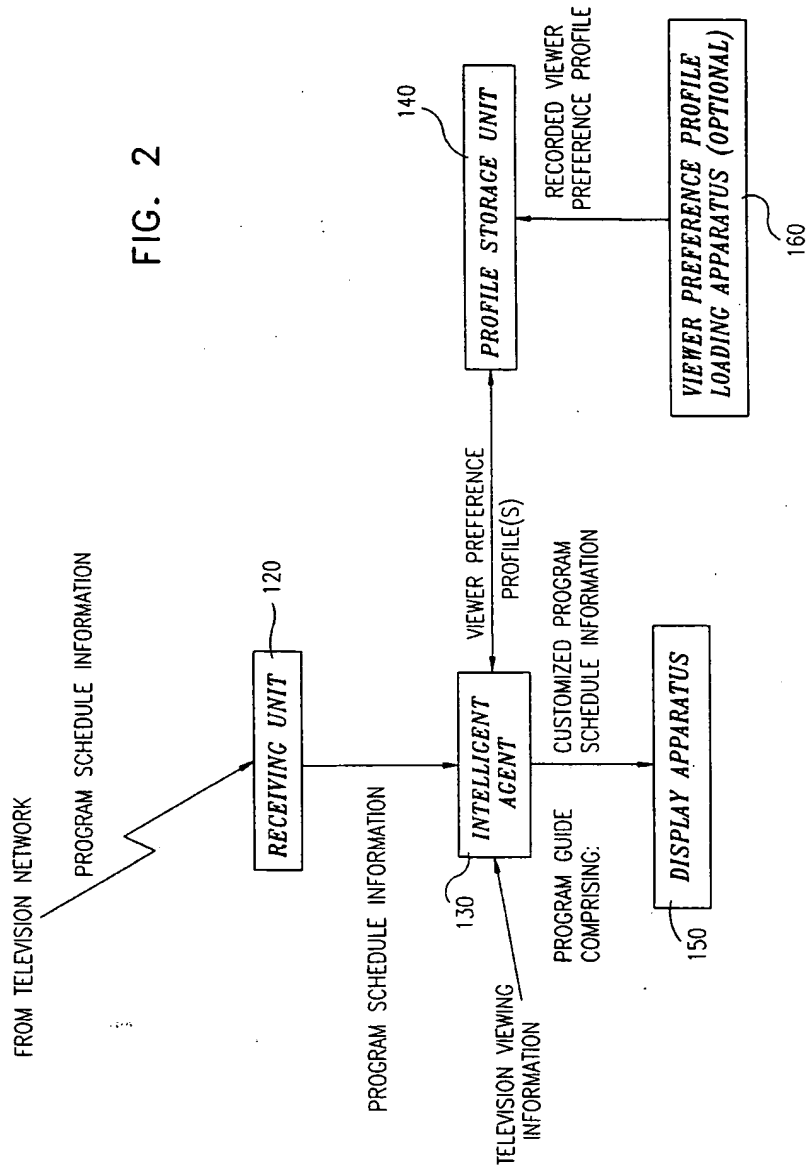 FIG. 2
FROM TELEVISION NETWORK
PROGRAM SCHEDULE INFORMATION
120
RECEIVING UNIT
PROGRAM SCHEDULE INFORMATION
TELEVISION VIEWING
INFORMATION
130
INTELLIGENT
AGENT
VIEWER PREFERENCE
PROFILE(S)
140
PROFILE STORAGE UNIT
PROGRAM GUIDE
COMPRISING:
CUSTOMIZED PROGRAM
SCHEDULE INFORMATION
RECORDED VIEWER
PREFERENCE PROFILE
150
DISPLAY APPARATUS
VIEWER PREFERENCE PROFILE
LOADING APPARATUS (OPTIONAL)
160